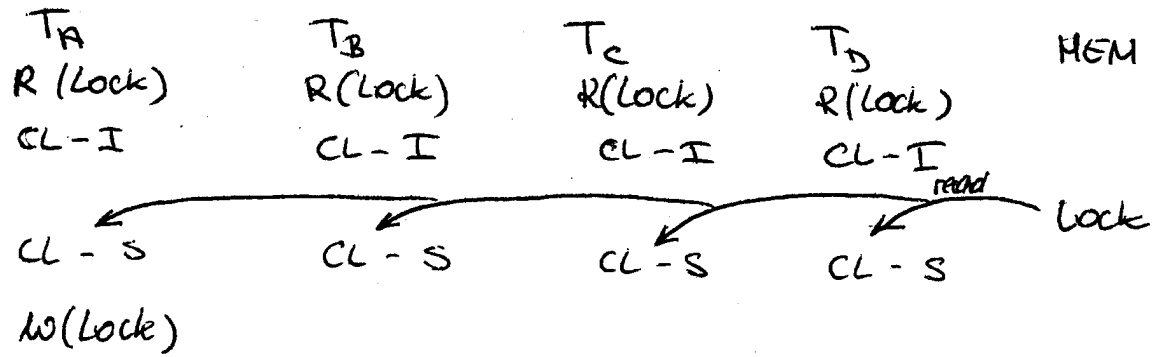 TA TB TC TD MEM
R (Lock) R(Lock) R(Lock) R(Lock)
CL-I CL-I CL-I CL-I
read
Lock
CL-S CL-S CL-S CL-S
W(Lock)